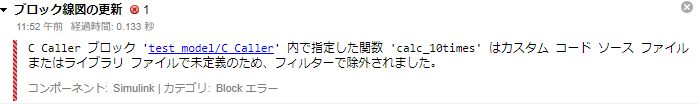 ブロック線図の更新 1
11:52 午前 経過時間: 0.133 秒
C Caller ブロック 'test_model/C Caller' 内で指定した関数 'calc_10times' はカスタム コード ソース ファイル
またはライブラリ ファイルで未定義のため、フィルターで除外されました。
コンポーネント: Simulink | カテゴリ: Block エラー